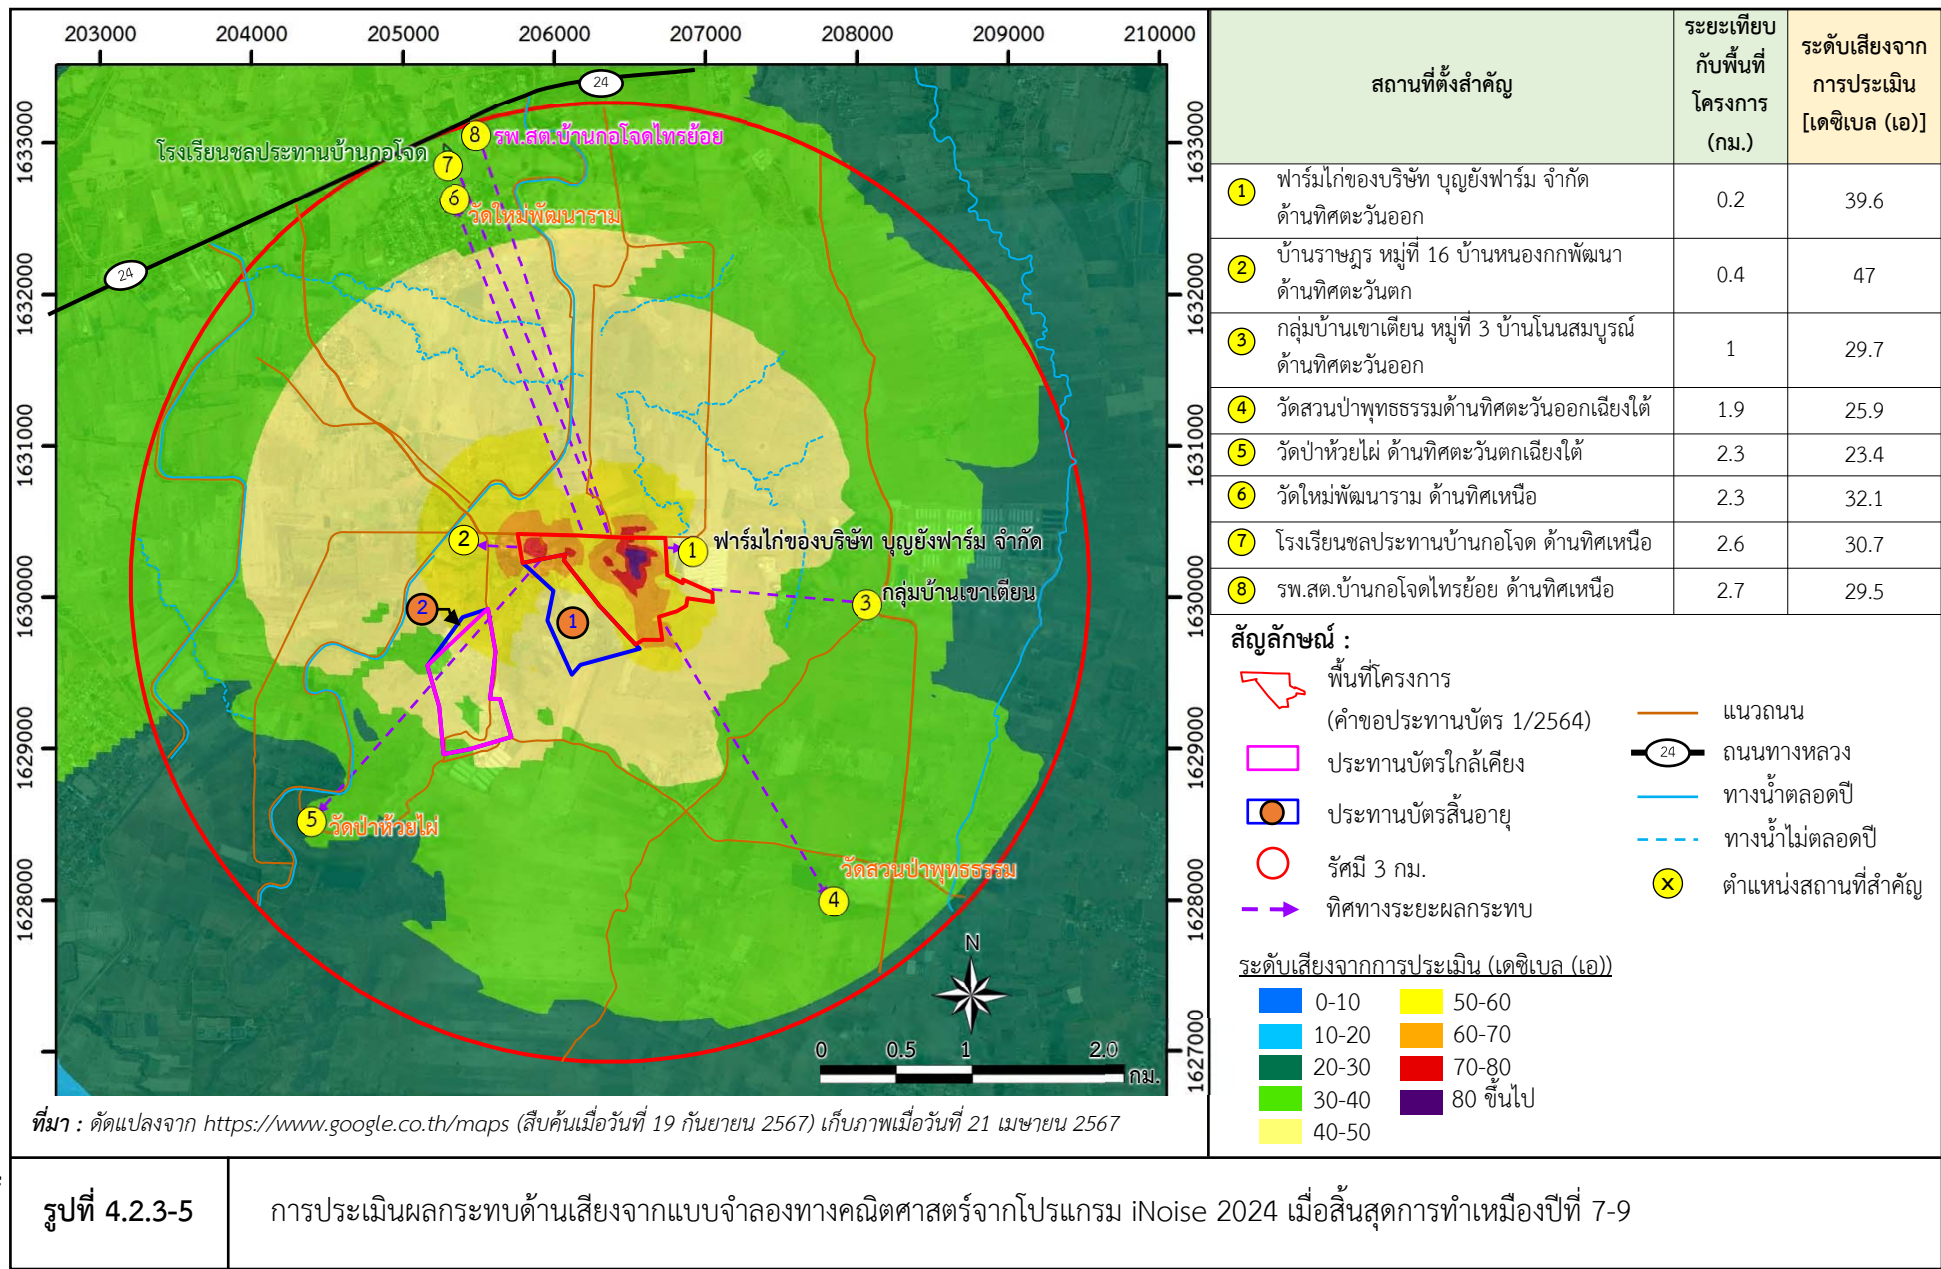 203000 204000 205000 206000 207000 208000 209000 210000
1633000
1632000
1631000
1630000
1629000
1628000
1633000
1632000
1631000
1630000
1629000
1628000
1627000
24
24
8 รพ.สต.บ้านกอโจดไทรย้อย
โรงเรียนชลประทานบ้านกอโจด 7
6
วัดใหม่พัฒนาราม
2
1 ฟาร์มไก่ของบริษัท บุญยังฟาร์ม จำกัด
3 กลุ่มบ้านเขาเตียน
2
1
5 วัดป่าห้วยไผ่
วัดสวนป่าพุทธธรรม
4
N
0 0.5 1 2.0
กม.
ที่มา : ดัดแปลงจาก https://www.google.co.th/maps (สืบค้นเมื่อวันที่ 19 กันยายน 2567) เก็บภาพเมื่อวันที่ 21 เมษายน 2567
สถานที่ตั้งสำคัญ
ระยะเทียบ
กับพื้นที่
โครงการ
(กม.)
ระดับเสียงจาก
การประเมิน
[เดซิเบล (เอ)]
1 ฟาร์มไก่ของบริษัท บุญยังฟาร์ม จำกัด
ด้านทิศตะวันออก
0.2 39.6
2 บ้านราษฎร หมู่ที่ 16 บ้านหนองกกพัฒนา
ด้านทิศตะวันตก
0.4 47
3 กลุ่มบ้านเขาเตียน หมู่ที่ 3 บ้านโนนสมบูรณ์
ด้านทิศตะวันออก
1 29.7
4 วัดสวนป่าพุทธธรรมด้านทิศตะวันออกเฉียงใต้ 1.9 25.9
5 วัดป่าห้วยไผ่ ด้านทิศตะวันตกเฉียงใต้ 2.3 23.4
6 วัดใหม่พัฒนาราม ด้านทิศเหนือ 2.3 32.1
7 โรงเรียนชลประทานบ้านกอโจด ด้านทิศเหนือ 2.6 30.7
8 รพ.สต.บ้านกอโจดไทรย้อย ด้านทิศเหนือ 2.7 29.5
สัญลักษณ์ :
พื้นที่โครงการ
(คำขอประทานบัตร 1/2564)
ประทานบัตรใกล้เคียง
ประทานบัตรสิ้นอายุ
รัศมี 3 กม.
ทิศทางระยะผลกระทบ
แนวถนน
24 ถนนทางหลวง
ทางน้ำตลอดปี
ทางน้ำไม่ตลอดปี
x ตำแหน่งสถานที่สำคัญ
ระดับเสียงจากการประเมิน (เดซิเบล (เอ))
0-10 50-60
10-20 60-70
20-30 70-80
30-40 80 ขึ้นไป
40-50
รูปที่ 4.2.3-5 การประเมินผลกระทบด้านเสียงจากแบบจำลองทางคณิตศาสตร์จากโปรแกรม iNoise 2024 เมื่อสิ้นสุดการทำเหมืองปีที่ 7-9